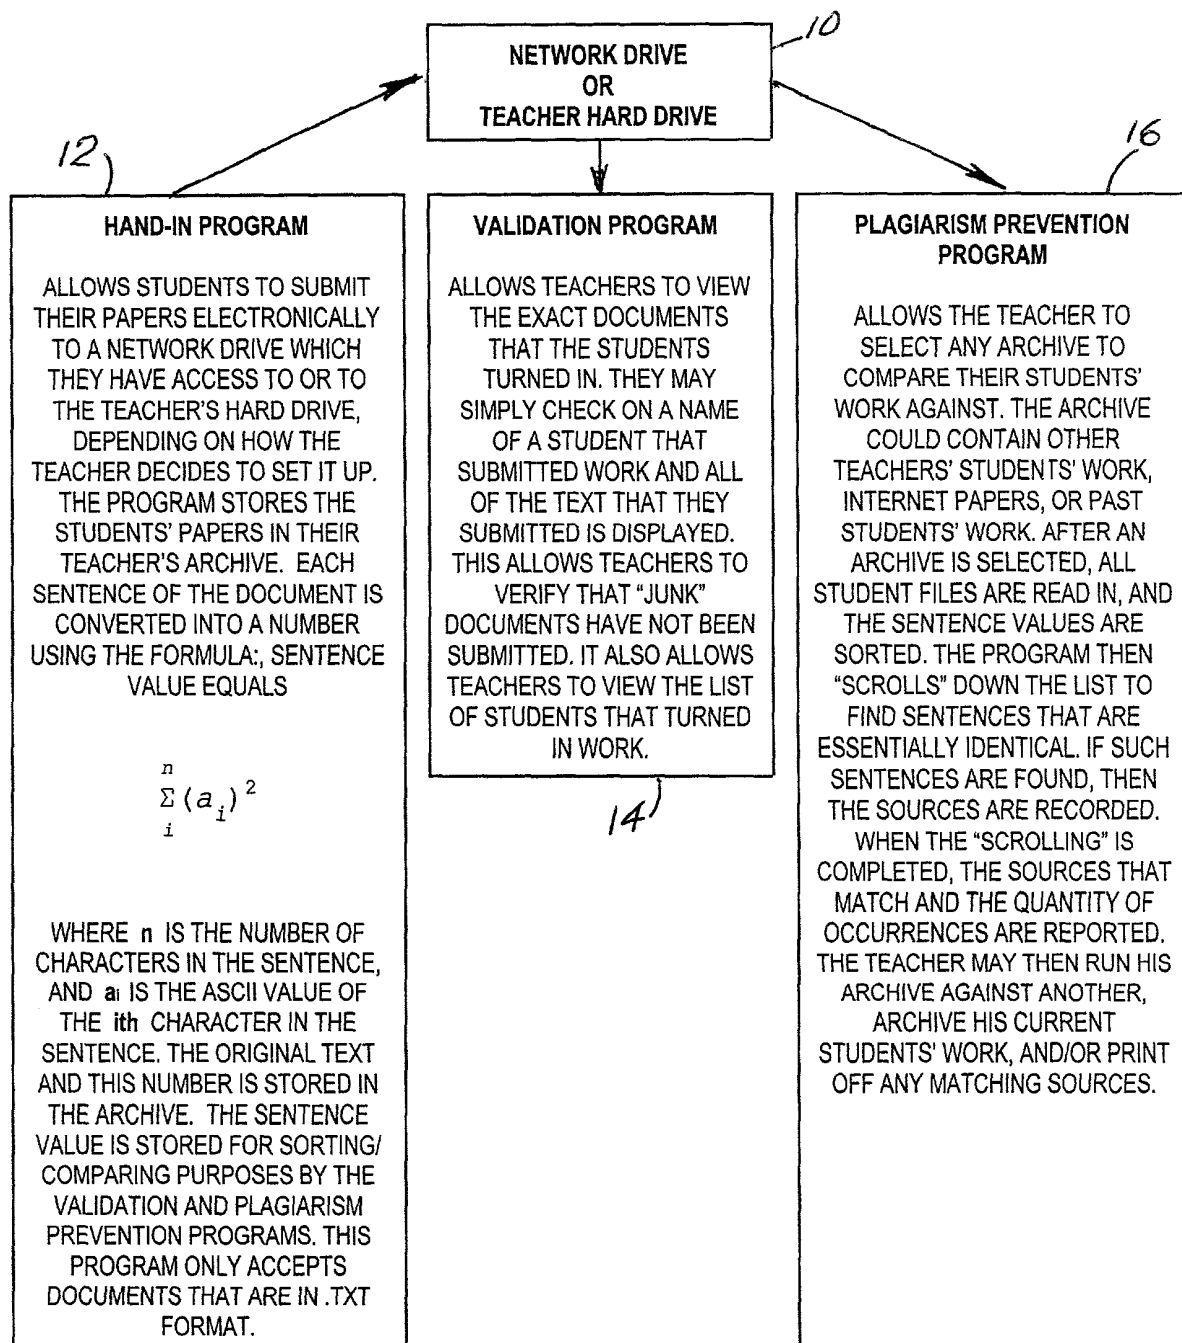 10
NETWORK DRIVE
OR
TEACHER HARD DRIVE
12
HAND-IN PROGRAM
ALLOWS STUDENTS TO SUBMIT
THEIR PAPERS ELECTRONICALLY
TO A NETWORK DRIVE WHICH
THEY HAVE ACCESS TO OR TO
THE TEACHER'S HARD DRIVE,
DEPENDING ON HOW THE
TEACHER DECIDES TO SET IT UP.
THE PROGRAM STORES THE
STUDENTS' PAPERS IN THEIR
TEACHER'S ARCHIVE. EACH
SENTENCE OF THE DOCUMENT IS
CONVERTED INTO A NUMBER
USING THE FORMULA:, SENTENCE
VALUE EQUALS
n
Σ (a_i)^2
i
WHERE n IS THE NUMBER OF
CHARACTERS IN THE SENTENCE,
AND ai IS THE ASCII VALUE OF
THE ith CHARACTER IN THE
SENTENCE. THE ORIGINAL TEXT
AND THIS NUMBER IS STORED IN
THE ARCHIVE. THE SENTENCE
VALUE IS STORED FOR SORTING/
COMPARING PURPOSES BY THE
VALIDATION AND PLAGIARISM
PREVENTION PROGRAMS. THIS
PROGRAM ONLY ACCEPTS
DOCUMENTS THAT ARE IN .TXT
FORMAT.
VALIDATION PROGRAM
ALLOWS TEACHERS TO VIEW
THE EXACT DOCUMENTS
THAT THE STUDENTS
TURNED IN. THEY MAY
SIMPLY CHECK ON A NAME
OF A STUDENT THAT
SUBMITTED WORK AND ALL
OF THE TEXT THAT THEY
SUBMITTED IS DISPLAYED.
THIS ALLOWS TEACHERS TO
VERIFY THAT "JUNK"
DOCUMENTS HAVE NOT BEEN
SUBMITTED. IT ALSO ALLOWS
TEACHERS TO VIEW THE LIST
OF STUDENTS THAT TURNED
IN WORK.
14
16
PLAGIARISM PREVENTION
PROGRAM
ALLOWS THE TEACHER TO
SELECT ANY ARCHIVE TO
COMPARE THEIR STUDENTS'
WORK AGAINST. THE ARCHIVE
COULD CONTAIN OTHER
TEACHERS' STUDENTS' WORK,
INTERNET PAPERS, OR PAST
STUDENTS' WORK. AFTER AN
ARCHIVE IS SELECTED, ALL
STUDENT FILES ARE READ IN, AND
THE SENTENCE VALUES ARE
SORTED. THE PROGRAM THEN
"SCROLLS" DOWN THE LIST TO
FIND SENTENCES THAT ARE
ESSENTIALLY IDENTICAL. IF SUCH
SENTENCES ARE FOUND, THEN
THE SOURCES ARE RECORDED.
WHEN THE "SCROLLING" IS
COMPLETED, THE SOURCES THAT
MATCH AND THE QUANTITY OF
OCCURRENCES ARE REPORTED.
THE TEACHER MAY THEN RUN HIS
ARCHIVE AGAINST ANOTHER,
ARCHIVE HIS CURRENT
STUDENTS' WORK, AND/OR PRINT
OFF ANY MATCHING SOURCES.